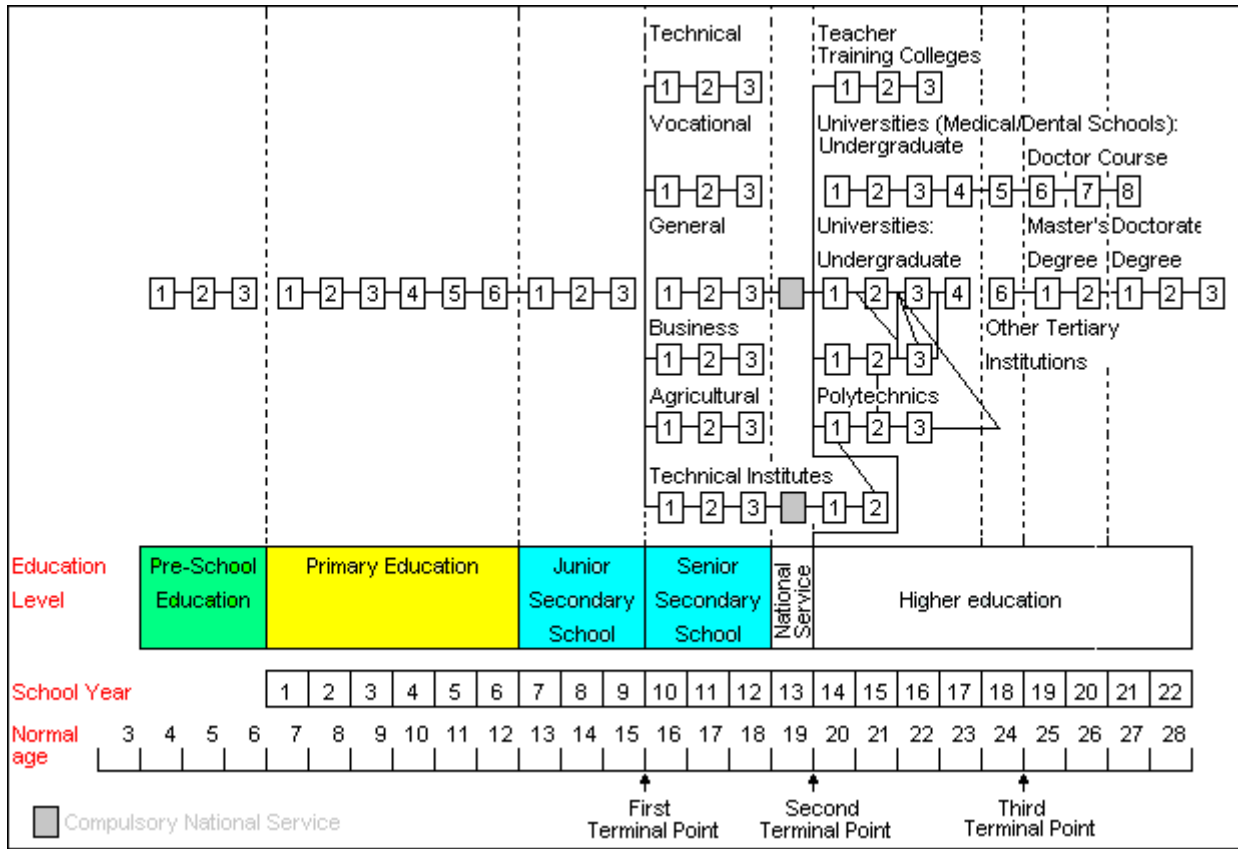 Technical
Teacher
Training Colleges
1 2 3
1 2 3
Vocational
Universities (Medical/Dental Schools):
Undergraduate
Doctor Course
1 2 3
1 2 3 4 5 6 7 8
General
Universities:
Master's Doctorate
Undergraduate
Degree Degree
1 2 3
1 2 3 4 5 6
1 2 3
1 2 3
1 2 3 4
6 1 2 1 2 3
Business
Other Tertiary
Institutions
1 2 3
1 2 3
Agricultural
Polytechnics
1 2 3
1 2 3
Technical Institutes
1 2 3 1 2
Education
Level
Pre-School
Education
Primary Education
Junior
Secondary
School
Senior
Secondary
School
National
Service
Higher education
School Year
1 2 3 4 5 6 7 8 9 10 11 12 13 14 15 16 17 18 19 20 21 22
Normal
age
3 4 5 6 7 8 9 10 11 12 13 14 15 16 17 18 19 20 21 22 23 24 25 26 27 28
First
Terminal Point
Second
Terminal Point
Third
Terminal Point
Compulsory National Service